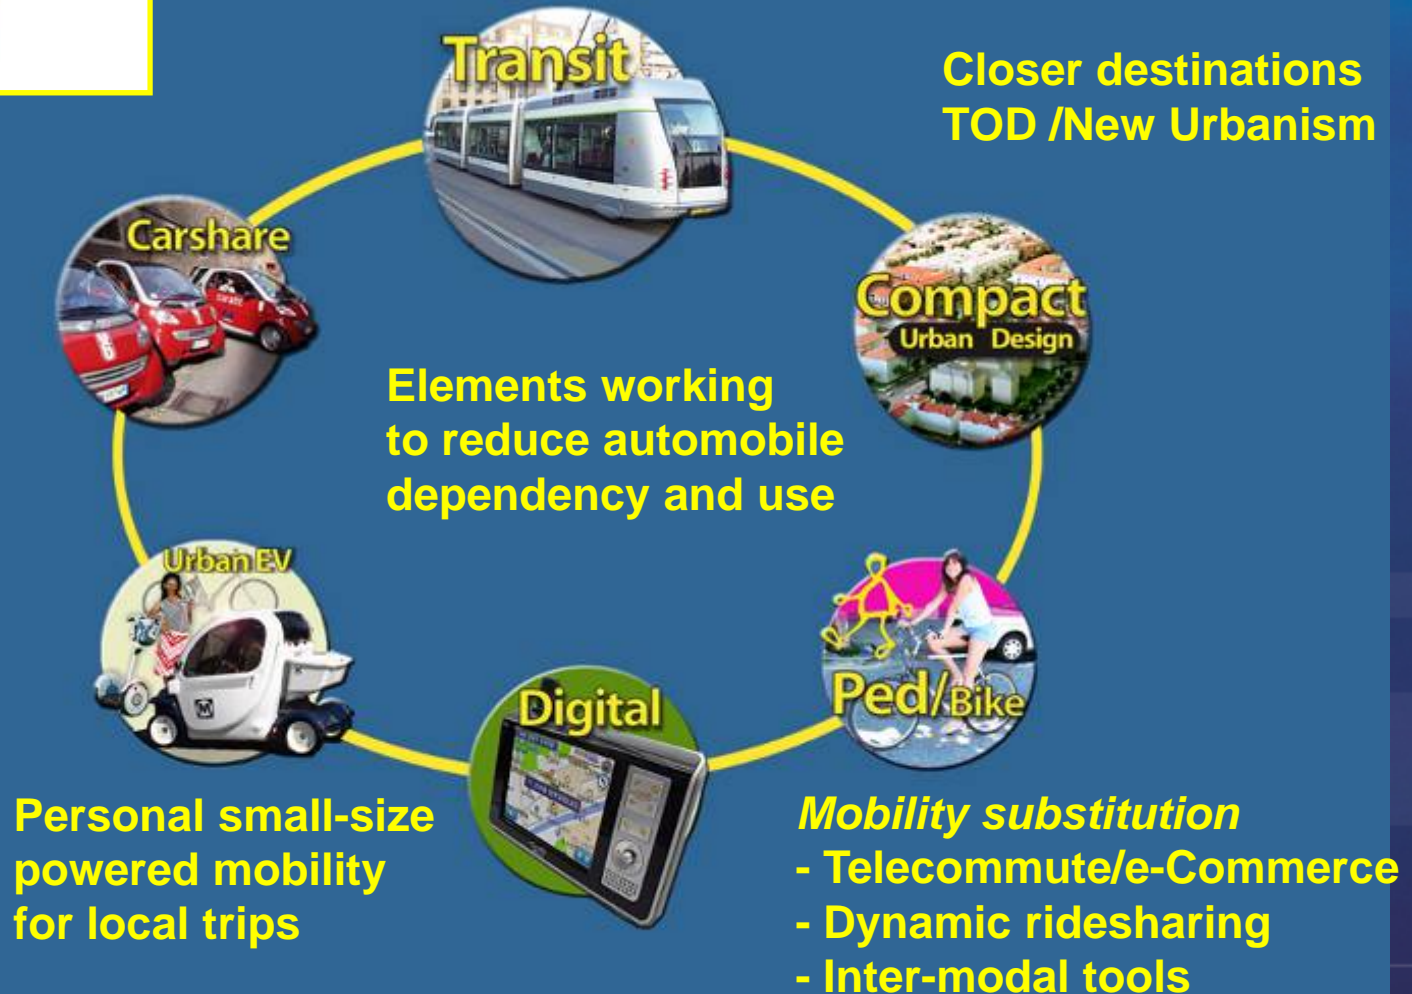 Transit
Closer destinations
TOD /New Urbanism
Carshare
Compact
Urban Design
Elements working
to reduce automobile
dependency and use
Urban EV
Ped/Bike
Digital
Personal small-size
powered mobility
for local trips
Mobility substitution
- Telecommute/e-Commerce
- Dynamic ridesharing
- Inter-modal tools